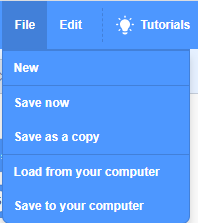 File Edit Tutorials
New
Save now
Save as a copy
Load from your computer
Save to your computer